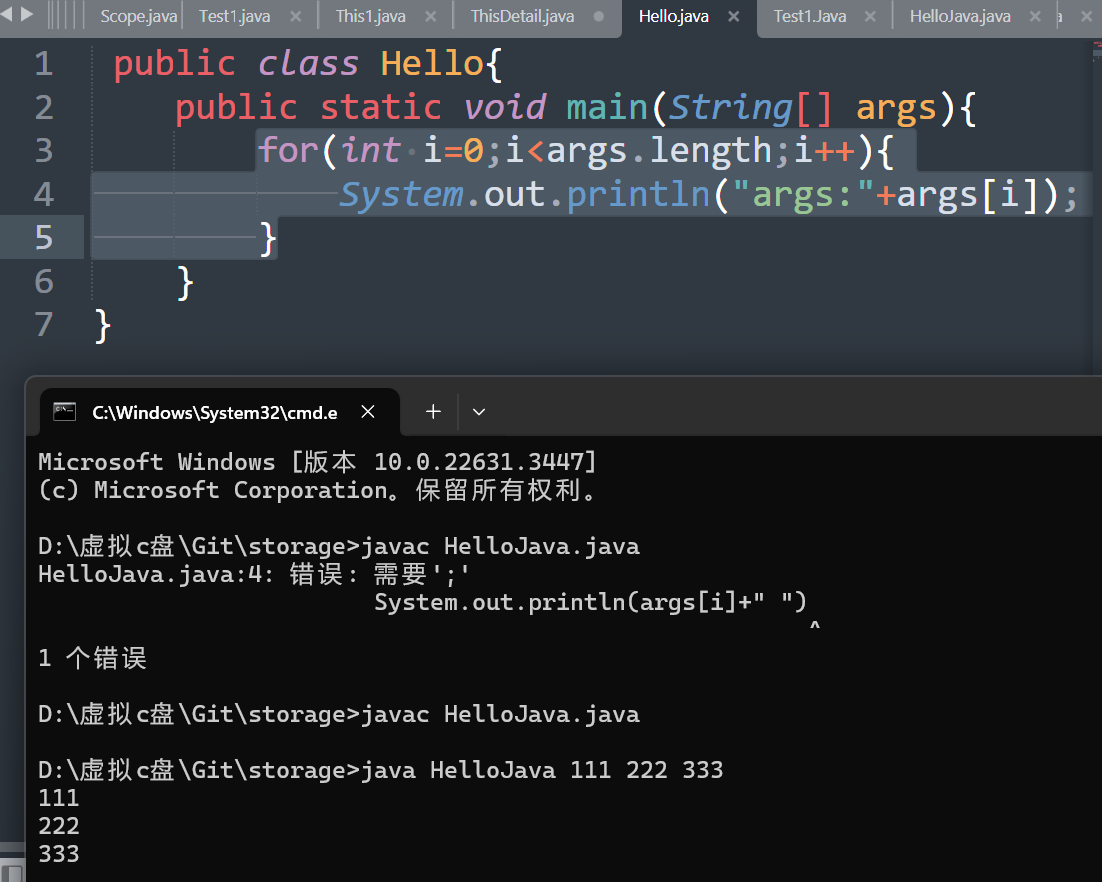 Scope.java Test1.java This1.java ThisDetail.java Hello.java Test1.Java HelloJava.java
1 public class Hello{
2 public static void main(String[] args){
3 for(int i=0;i<args.length;i++){
4 System.out.println("args:"+args[i]);
5 }
6 }
7 }
C:\Windows\System32\cmd.e
Microsoft Windows [版本 10.0.22631.3447]
(c) Microsoft Corporation。保留所有权利。
D:\虚拟c盘\Git\storage>javac HelloJava.java
HelloJava.java:4: 错误: 需要';'
System.out.println(args[i]+" ")
^
1 个错误
D:\虚拟c盘\Git\storage>javac HelloJava.java
D:\虚拟c盘\Git\storage>java HelloJava 111 222 333
111
222
333